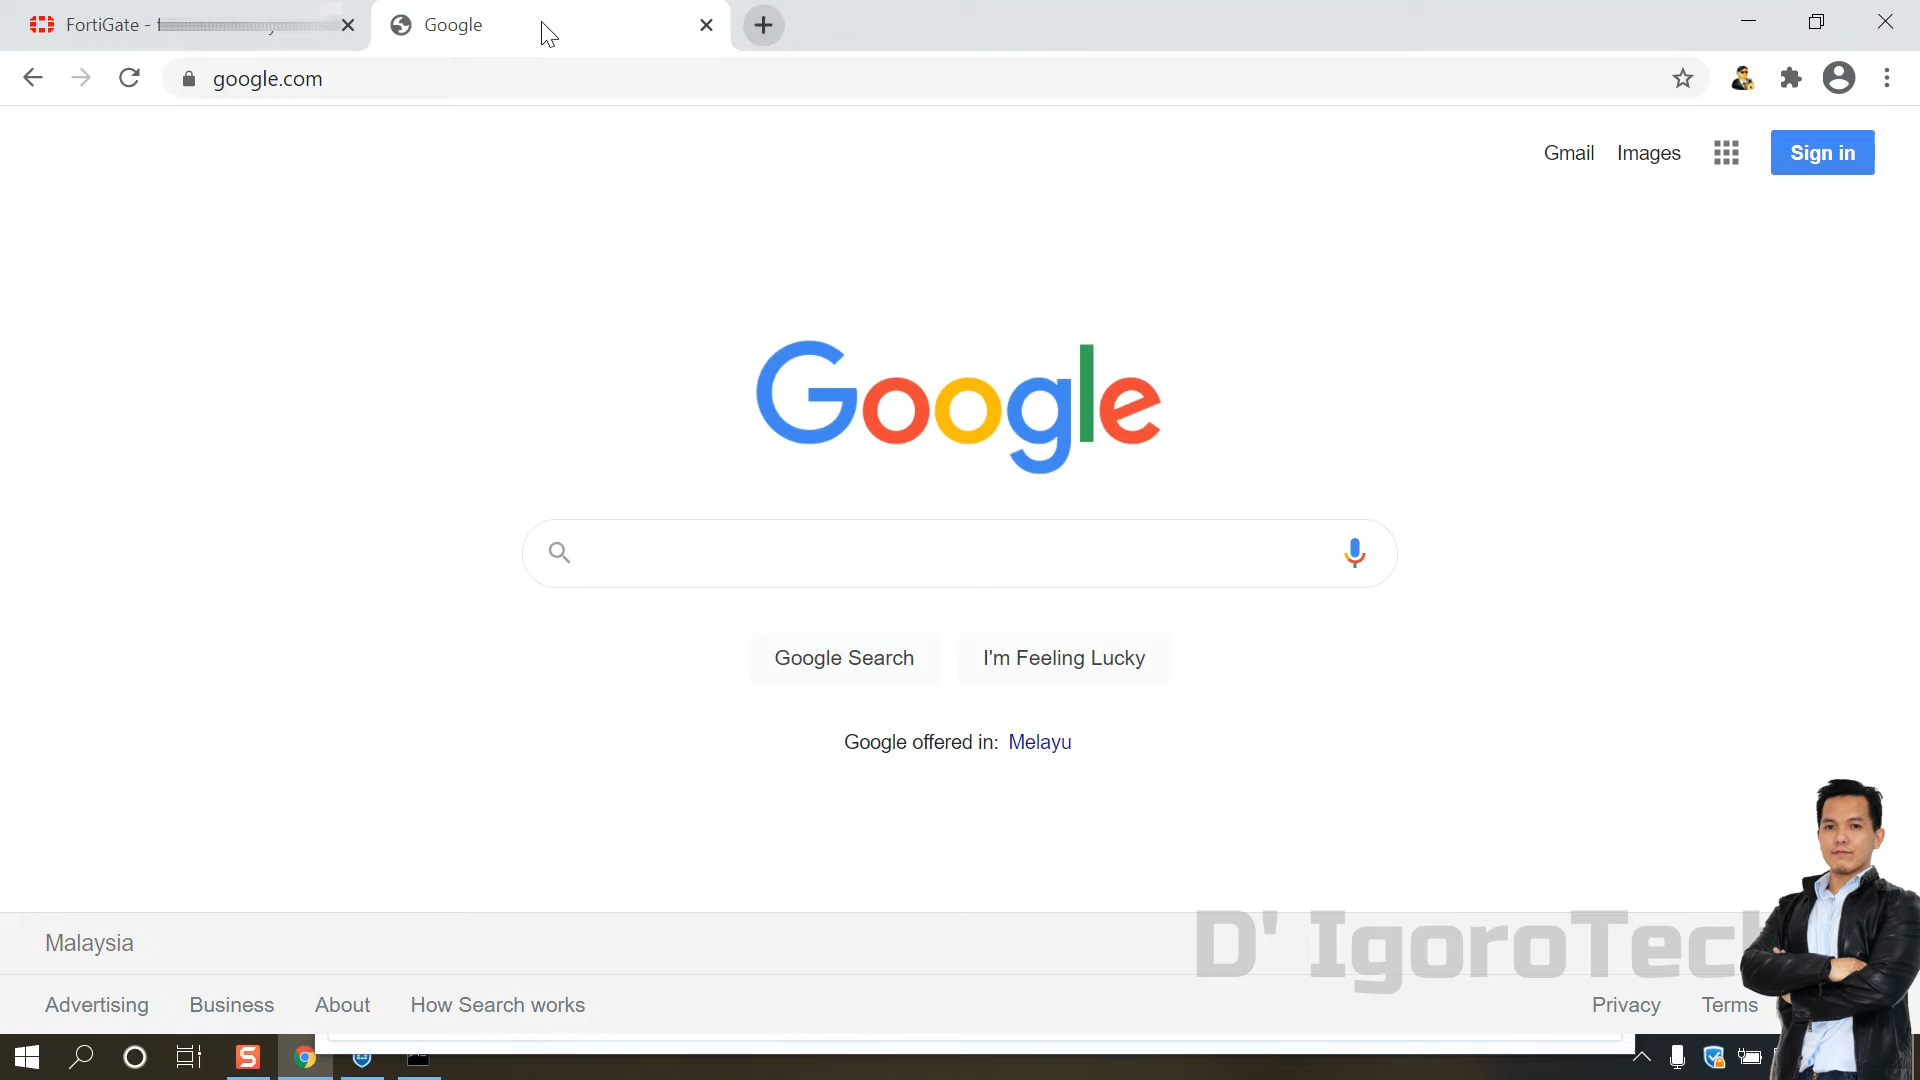 FortiGate -
Google
google.com
Gmail Images Sign in
Google
Google Search I'm Feeling Lucky
Google offered in: Melayu
Malaysia
D' IgoroTech
Advertising Business About How Search works Privacy Terms